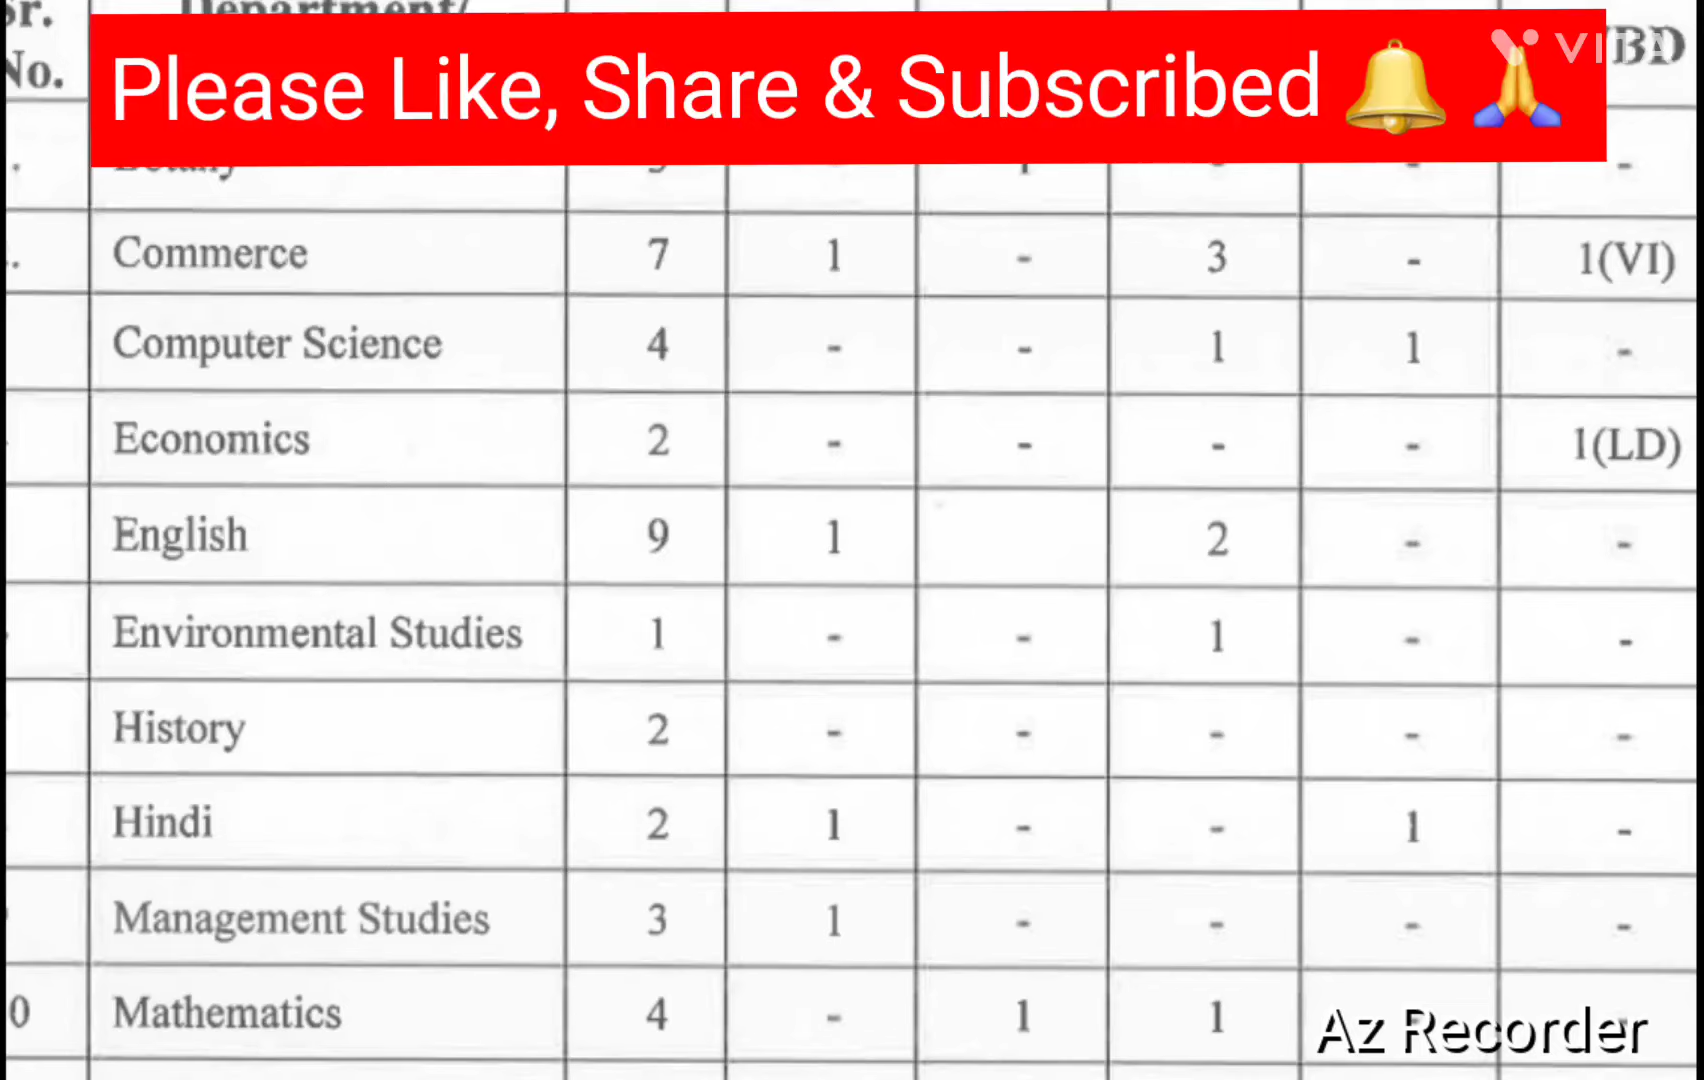 Sr. Department/
No. BD
Please Like, Share & Subscribed 🔔 🙏
VITA
. - - -
Commerce 7 1 - 3 - 1(VI)
Computer Science 4 - - 1 1 -
Economics 2 - - - - 1(LD)
English 9 1 2 - -
Environmental Studies 1 - - 1 - -
History 2 - - - - -
Hindi 2 1 - - 1 -
Management Studies 3 1 - - - -
0 Mathematics 4 - 1 1
Az Recorder